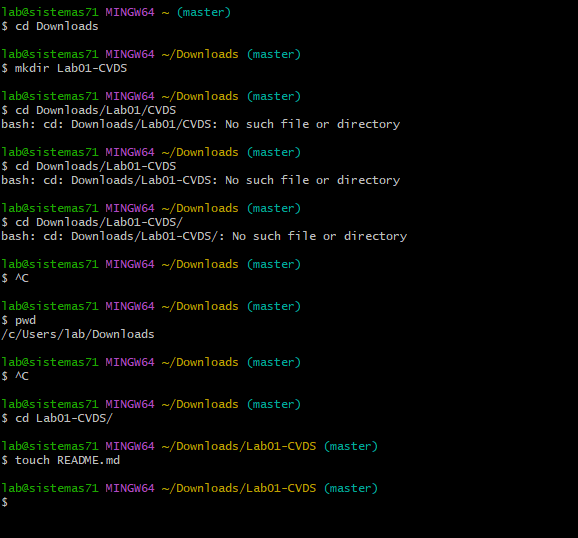 lab@sistemas71 MINGW64 ~ (master)
$ cd Downloads
lab@sistemas71 MINGW64 ~/Downloads (master)
$ mkdir Lab01-CVDS
lab@sistemas71 MINGW64 ~/Downloads (master)
$ cd Downloads/Lab01/CVDS
bash: cd: Downloads/Lab01/CVDS: No such file or directory
lab@sistemas71 MINGW64 ~/Downloads (master)
$ cd Downloads/Lab01-CVDS
bash: cd: Downloads/Lab01-CVDS: No such file or directory
lab@sistemas71 MINGW64 ~/Downloads (master)
$ cd Downloads/Lab01-CVDS/
bash: cd: Downloads/Lab01-CVDS/: No such file or directory
lab@sistemas71 MINGW64 ~/Downloads (master)
$ ^C
lab@sistemas71 MINGW64 ~/Downloads (master)
$ pwd
/c/Users/lab/Downloads
lab@sistemas71 MINGW64 ~/Downloads (master)
$ ^C
lab@sistemas71 MINGW64 ~/Downloads (master)
$ cd Lab01-CVDS/
lab@sistemas71 MINGW64 ~/Downloads/Lab01-CVDS (master)
$ touch README.md
lab@sistemas71 MINGW64 ~/Downloads/Lab01-CVDS (master)
$